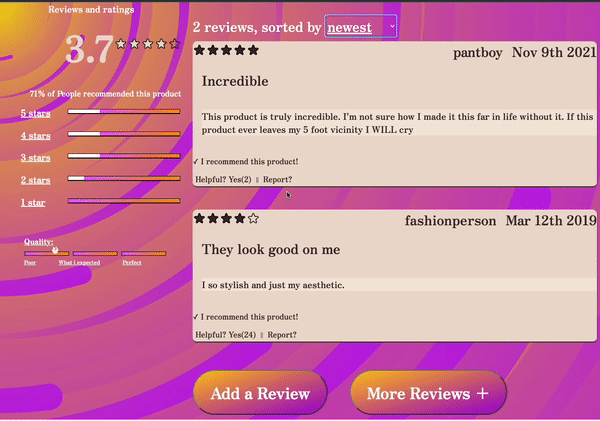 Reviews and ratings
3.7
71% of People recommended this product
5 stars
4 stars
3 stars
2 stars
1 star
Quality:
Poor What i expected Perfect
2 reviews, sorted by newest
pantboy Nov 9th 2021
Incredible
This product is truly incredible. I'm not sure how I made it this far in life without it. If this
product ever leaves my 5 foot vicinity I WILL cry
✓ I recommend this product!
Helpful? Yes(2) || Report?
fashionperson Mar 12th 2019
They look good on me
I so stylish and just my aesthetic.
✓ I recommend this product!
Helpful? Yes(24) || Report?
Add a Review
More Reviews +